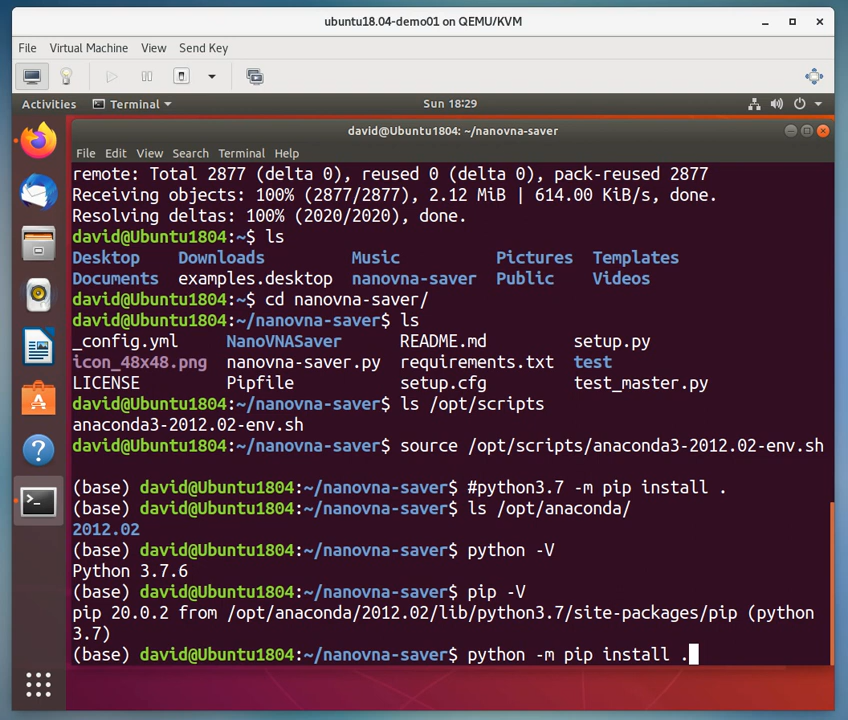 ubuntu18.04-demo01 on QEMU/KVM
File Virtual Machine View Send Key
Activities Terminal Sun 18:29
david@Ubuntu1804: ~/nanovna-saver
File Edit View Search Terminal Help
remote: Total 2877 (delta 0), reused 0 (delta 0), pack-reused 2877
Receiving objects: 100% (2877/2877), 2.12 MiB | 614.00 KiB/s, done.
Resolving deltas: 100% (2020/2020), done.
david@Ubuntu1804:~$ ls
Desktop Downloads Music Pictures Templates
Documents examples.desktop nanovna-saver Public Videos
david@Ubuntu1804:~$ cd nanovna-saver/
david@Ubuntu1804:~/nanovna-saver$ ls
_config.yml NanoVNASaver README.md setup.py
icon_48x48.png nanovna-saver.py requirements.txt test
LICENSE Pipfile setup.cfg test_master.py
david@Ubuntu1804:~/nanovna-saver$ ls /opt/scripts
anaconda3-2012.02-env.sh
david@Ubuntu1804:~/nanovna-saver$ source /opt/scripts/anaconda3-2012.02-env.sh
(base) david@Ubuntu1804:~/nanovna-saver$ #python3.7 -m pip install .
(base) david@Ubuntu1804:~/nanovna-saver$ ls /opt/anaconda/
2012.02
(base) david@Ubuntu1804:~/nanovna-saver$ python -V
Python 3.7.6
(base) david@Ubuntu1804:~/nanovna-saver$ pip -V
pip 20.0.2 from /opt/anaconda/2012.02/lib/python3.7/site-packages/pip (python
3.7)
(base) david@Ubuntu1804:~/nanovna-saver$ python -m pip install .